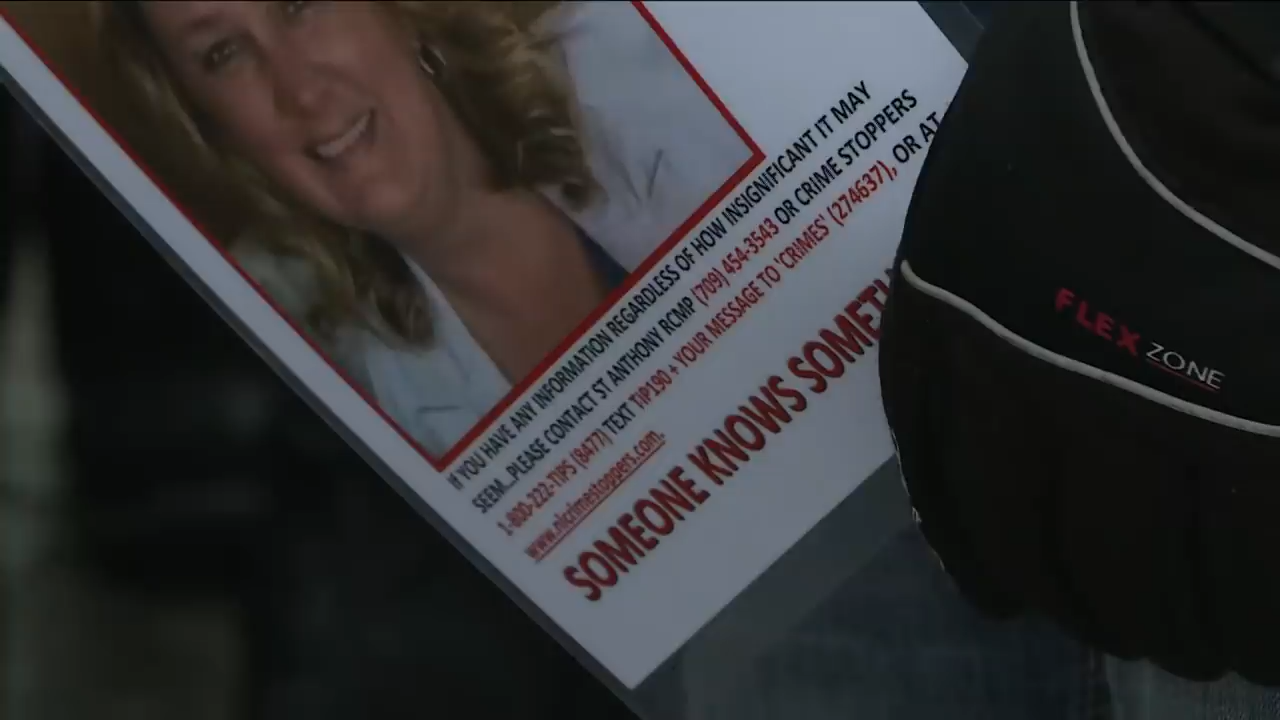 IF YOU HAVE ANY INFORMATION REGARDLESS OF HOW INSIGNIFICANT IT MAY
SEEM...PLEASE CONTACT ST ANTHONY RCMP (709) 454-3543 OR CRIME STOPPERS
1-800-222-TIPS (8477) TEXT TIP190 + YOUR MESSAGE TO 'CRIMES' (274637), OR AT
www.nlcrimestoppers.com.
SOMEONE KNOWS SOMETH
FLEX ZONE